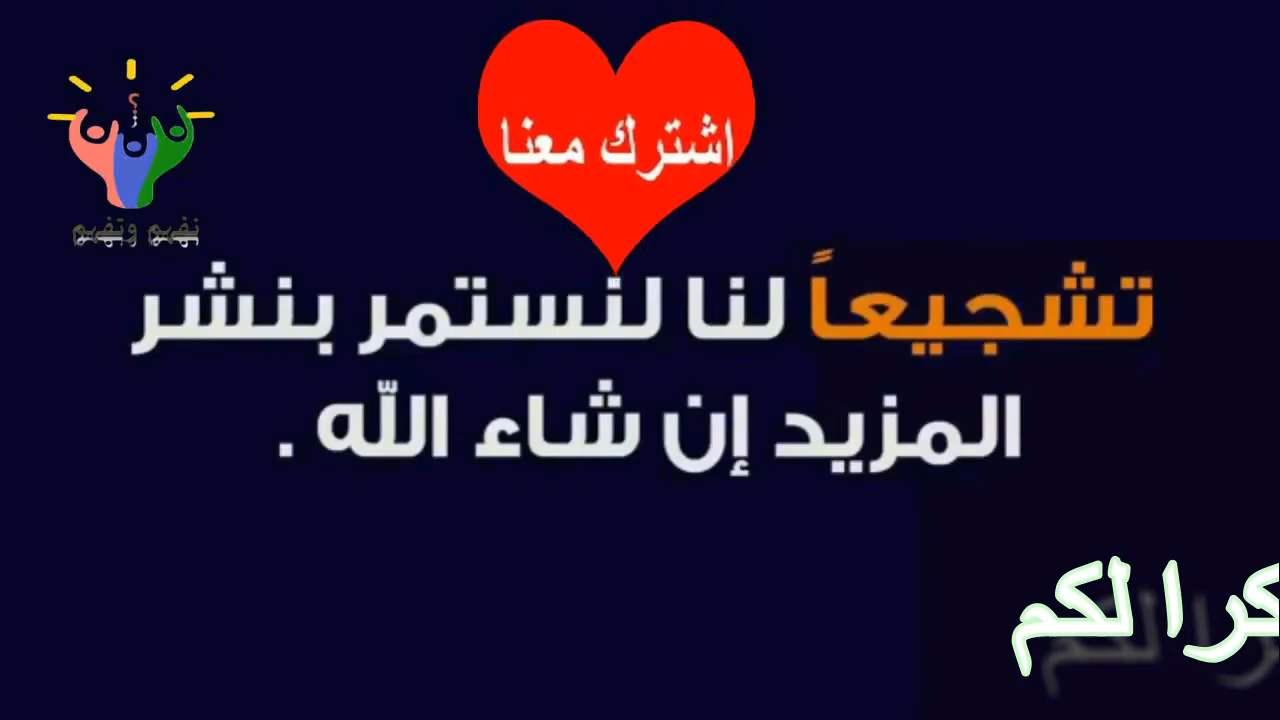 اشترك معنا
؟
نفهم وتفهم
تشجيعاً لنا لنستمر بنشر
المزيد إن شاء الله .
كرا لكم